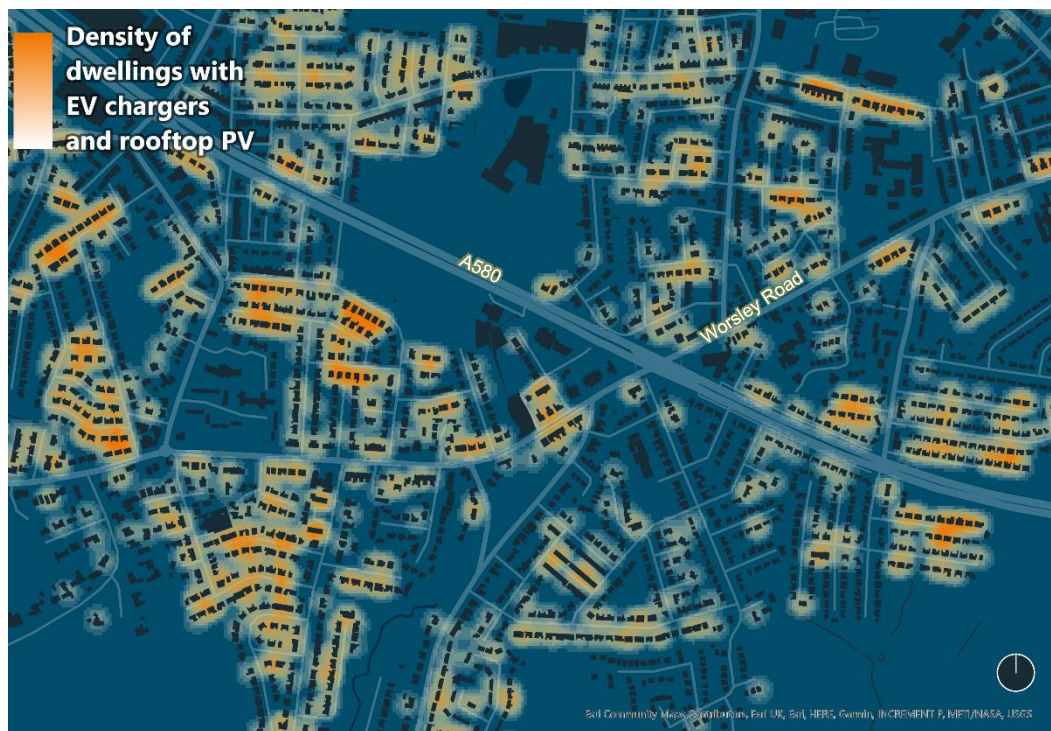 Density of
dwellings with
EV chargers
and rooftop PV
A580
Worsley Road
Esri Community Maps Contributors, Esri UK, Esri, HERE, Garmin, INCREMENT P, METI/NASA, USGS